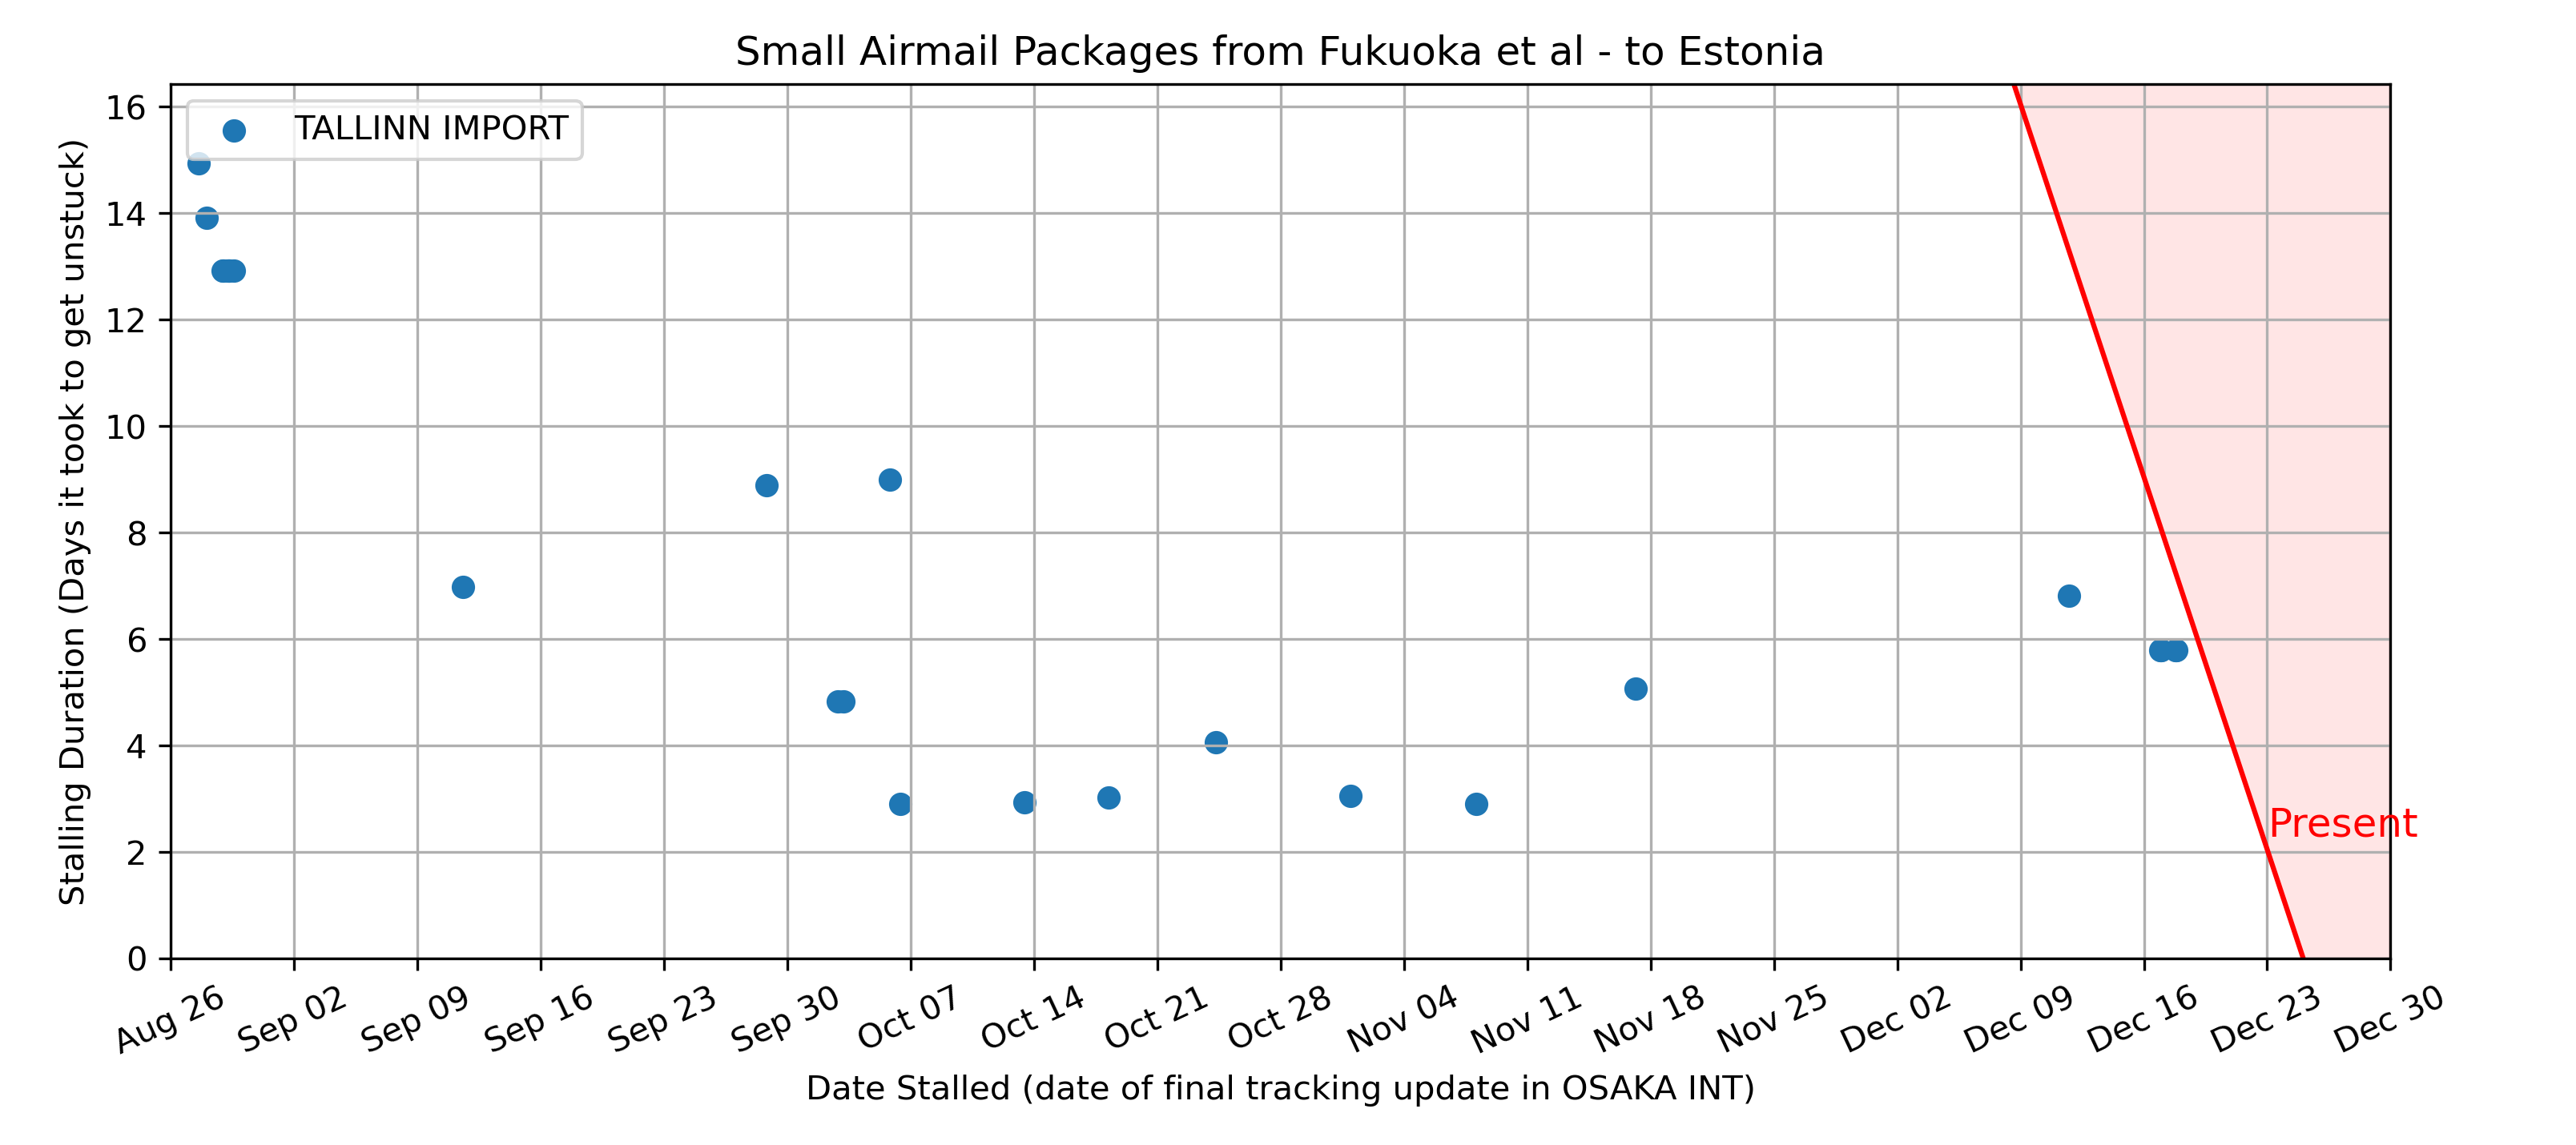 Small Airmail Packages from Fukuoka et al - to Estonia
Stalling Duration (Days it took to get unstuck)
16
14
12
10
8
6
4
2
0
TALLINN IMPORT
Present
Aug 26
Sep 02
Sep 09
Sep 16
Sep 23
Sep 30
Oct 07
Oct 14
Oct 21
Oct 28
Nov 04
Nov 11
Nov 18
Nov 25
Dec 02
Dec 09
Dec 16
Dec 23
Dec 30
Date Stalled (date of final tracking update in OSAKA INT)